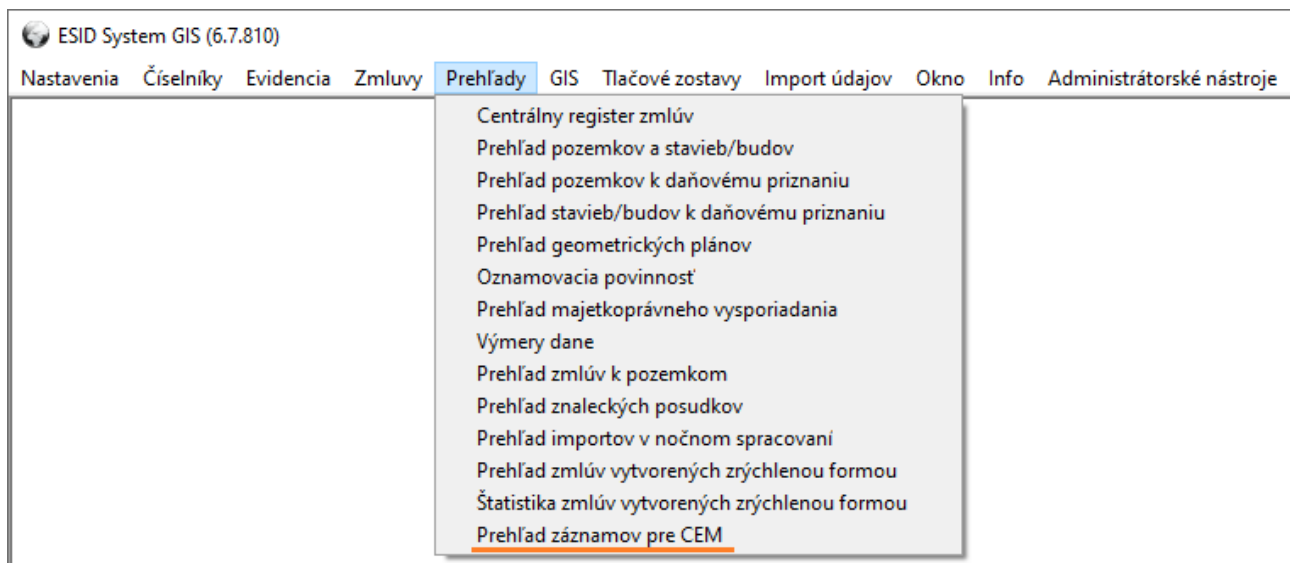 ESID System GIS (6.7.810)
Nastavenia Číselníky Evidencia Zmluvy Prehľady GIS Tlačové zostavy Import údajov Okno Info Administrátorské nástroje
Centrálny register zmlúv
Prehľad pozemkov a stavieb/budov
Prehľad pozemkov k daňovému priznaniu
Prehľad stavieb/budov k daňovému priznaniu
Prehľad geometrických plánov
Oznamovacia povinnosť
Prehľad majetkoprávneho vysporiadania
Výmery dane
Prehľad zmlúv k pozemkom
Prehľad znaleckých posudkov
Prehľad importov v nočnom spracovaní
Prehľad zmlúv vytvorených zrýchlenou formou
Štatistika zmlúv vytvorených zrýchlenou formou
Prehľad záznamov pre CEM